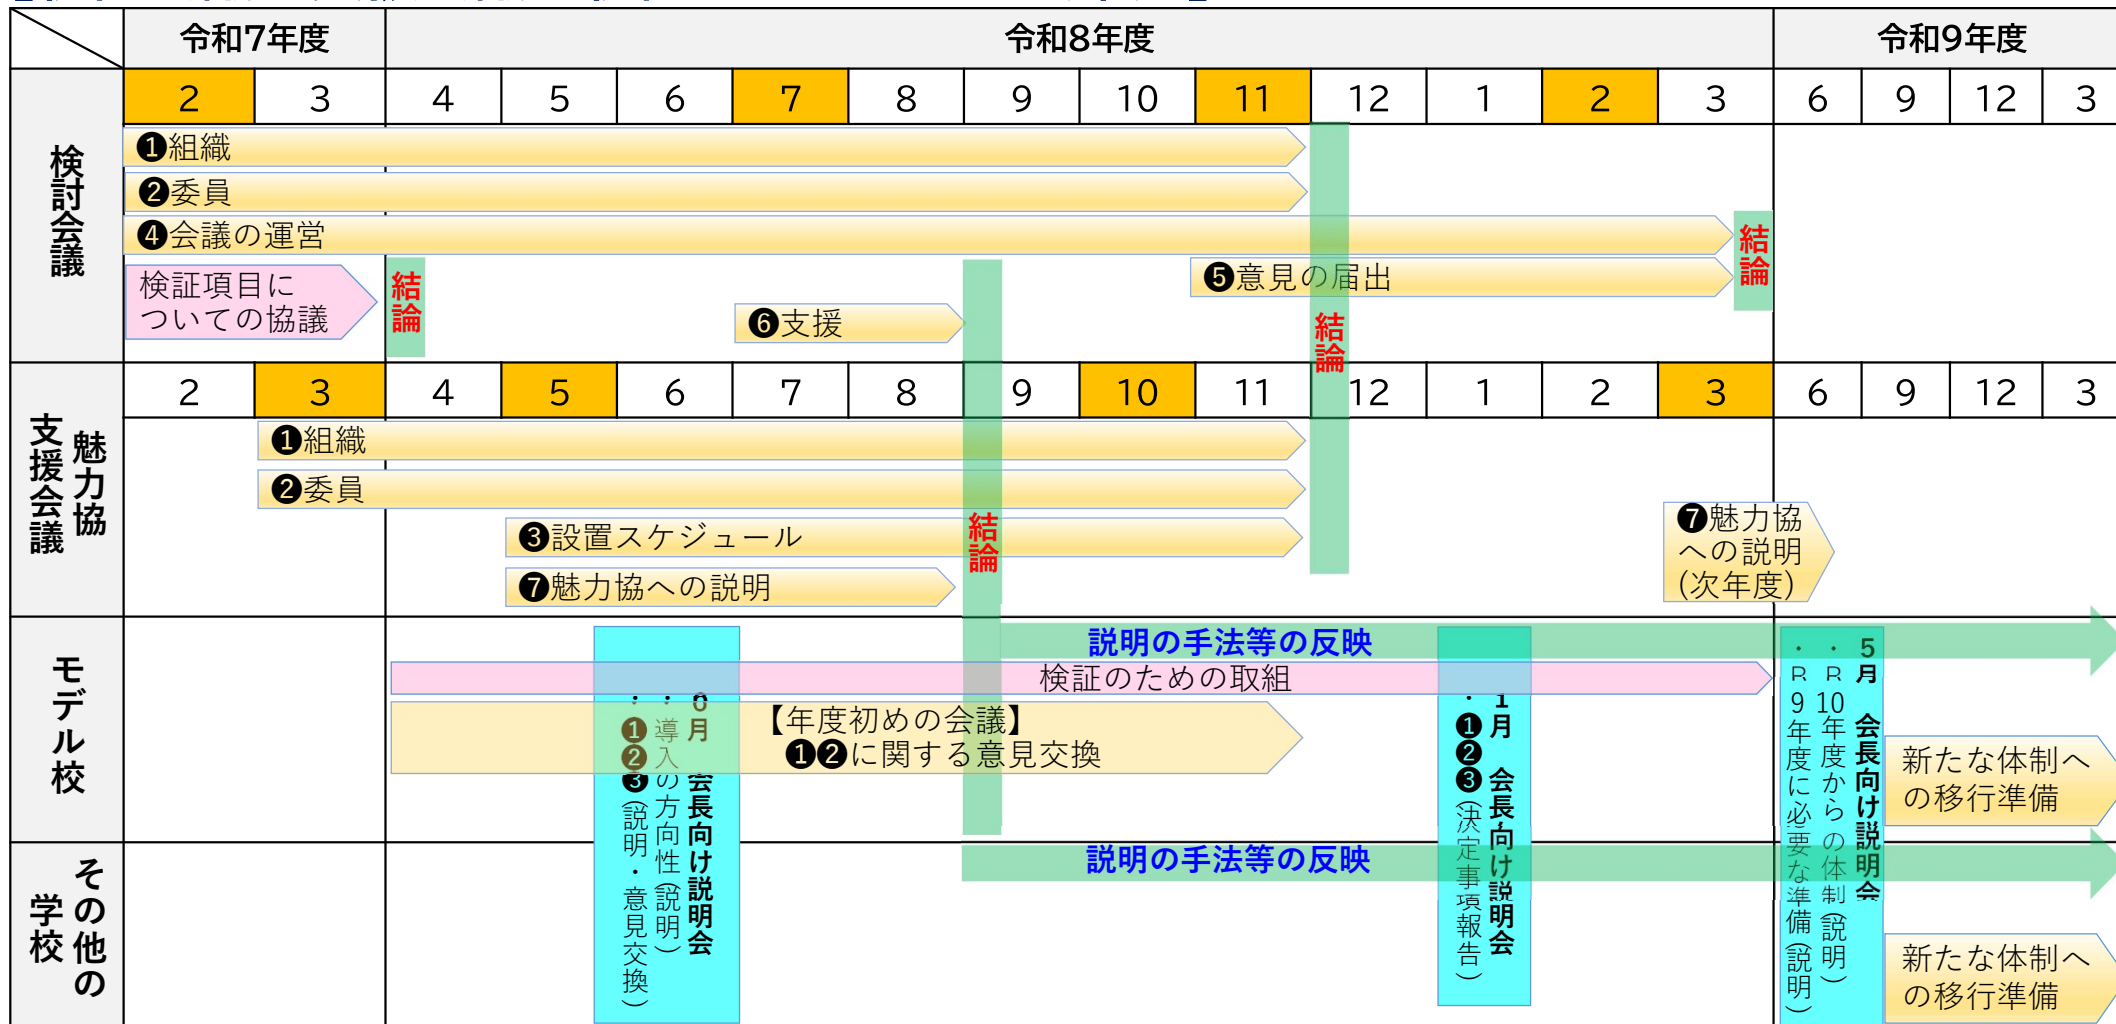 令和7年度
令和8年度
令和9年度
検討会議
2 3 4 5 6 7 8 9 10 11 12 1 2 3 6 9 12 3
❶組織
❷委員
❹会議の運営
検証項目に
ついての協議
結論
❺意見の届出
結論
❻支援
結論
魅力協
支援会議
2 3 4 5 6 7 8 9 10 11 12 1 2 3 6 9 12 3
❶組織
❷委員
❸設置スケジュール
❼魅力協への説明
結論
❼魅力協
への説明
(次年度)
モデル校
説明の手法等の反映
検証のための取組
【年度初めの会議】
❶❷に関する意見交換
6月 会長向け説明会
・導入の方向性(説明)
・❶❷❸(説明・意見交換)
1月 会長向け説明会
・❶❷❸(決定事項報告)
5月 会長向け説明会
・R10年度からの体制(説明)
・R9年度に必要な準備(説明)
新たな体制へ
の移行準備
その他の
学校
説明の手法等の反映
新たな体制へ
の移行準備